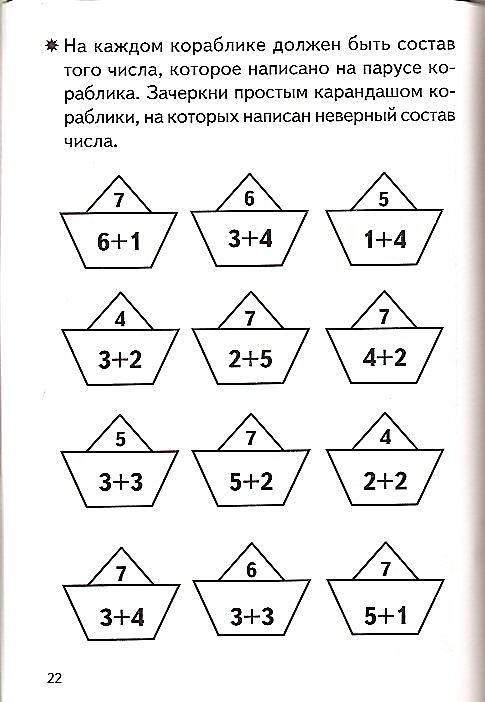 ✷ На каждом кораблике должен быть состав
того числа, которое написано на парусе ко-
раблика. Зачеркни простым карандашом ко-
раблики, на которых написан неверный состав
числа.
7 6 5
6+1 3+4 1+4
4 7 7
3+2 2+5 4+2
5 7 4
3+3 5+2 2+2
7 6 7
3+4 3+3 5+1
22